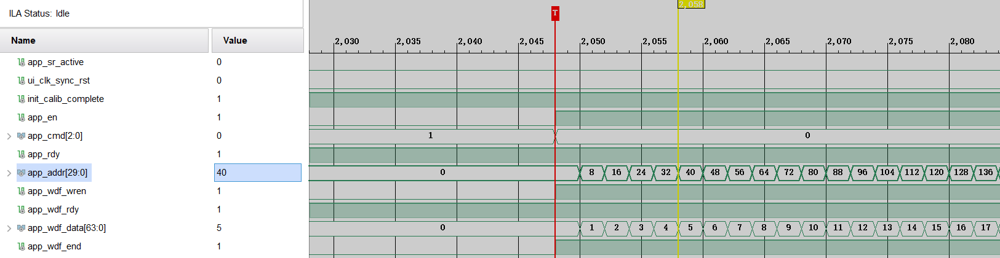 ILA Status: Idle
2,058
T
Name Value 2,030 2,035 2,040 2,045 2,050 2,055 2,060 2,065 2,070 2,075 2,080
app_sr_active 0
ui_clk_sync_rst 0
init_calib_complete 1
app_en 1
app_cmd[2:0] 0 1 0
app_rdy 1
app_addr[29:0] 40 0 8 16 24 32 40 48 56 64 72 80 88 96 104 112 120 128 136
app_wdf_wren 1
app_wdf_rdy 1
app_wdf_data[63:0] 5 0 1 2 3 4 5 6 7 8 9 10 11 12 13 14 15 16 17
app_wdf_end 1